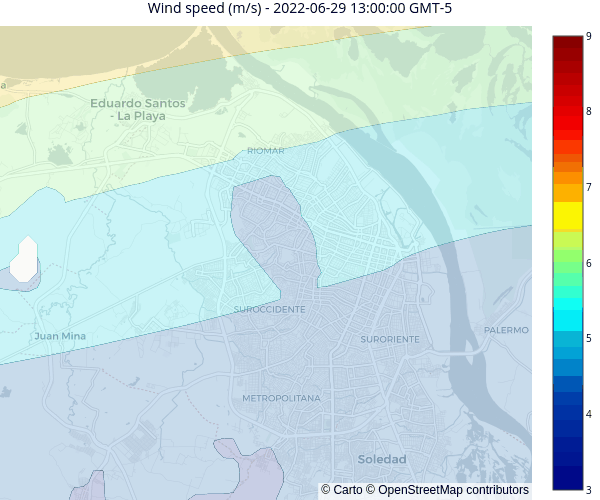 Wind speed (m/s) - 2022-06-29 13:00:00 GMT-5
9
8
7
6
5
4
3
a
Eduardo Santos
- La Playa
RIOMAR
SUROCCIDENTE
Juan Mina
SURORIENTE
PALERMO
METROPOLITANA
Soledad
© Carto © OpenStreetMap contributors